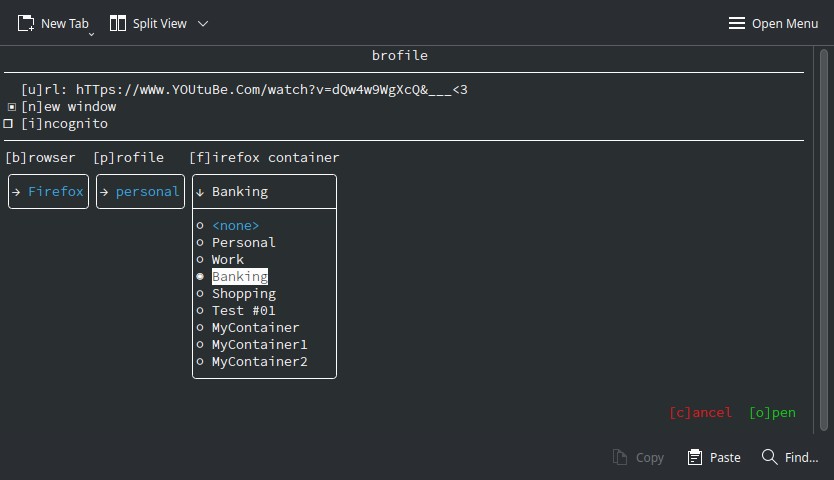 New Tab Split View Open Menu
brofile
[u]rl: hTTps://wWw.YOUtuBe.Com/watch?v=dQw4w9WgXcQ&___<3
[n]ew window
[i]ncognito
[b]rowser [p]rofile [f]irefox container
→ Firefox → personal ↓ Banking
<none>
Personal
Work
Banking
Shopping
Test #01
MyContainer
MyContainer1
MyContainer2
[c]ancel [o]pen
Copy Paste Find...